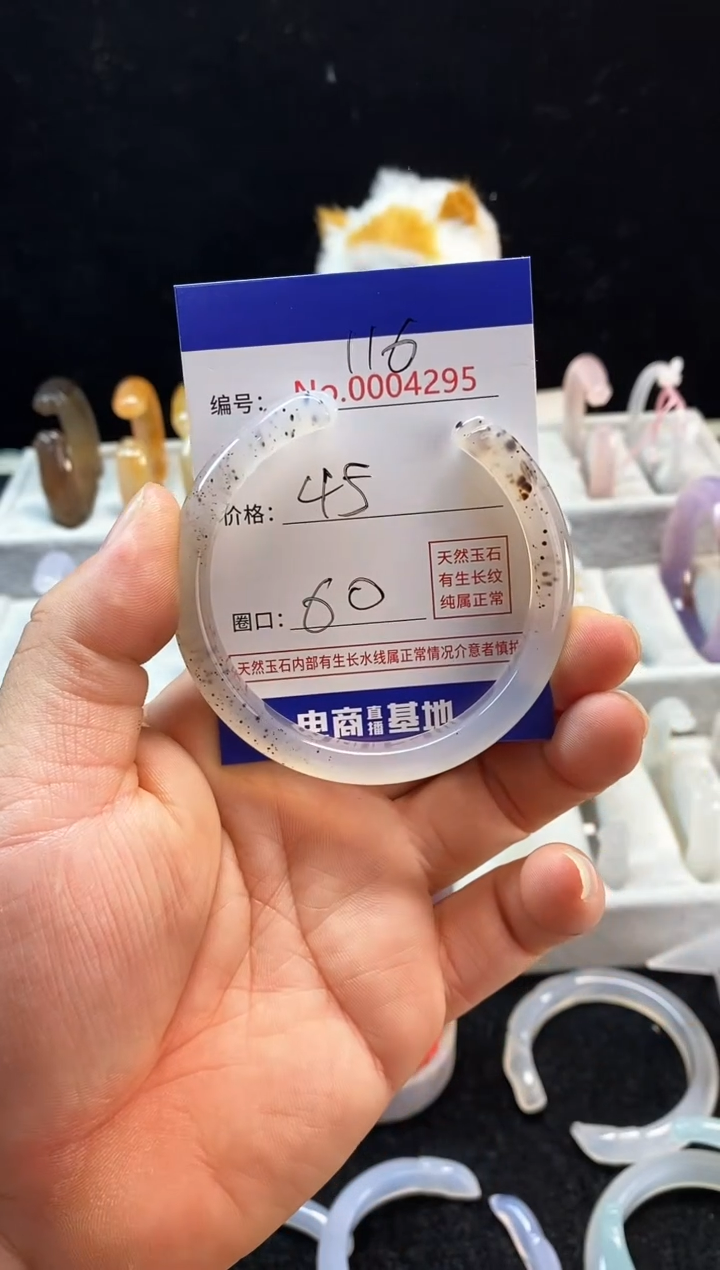 116
编号：No.0004295
价格：45
天然玉石
有生长纹
纯属正常
圈口：60
天然玉石内部有生长水线属正常情况介意者慎拍
电商直播基地